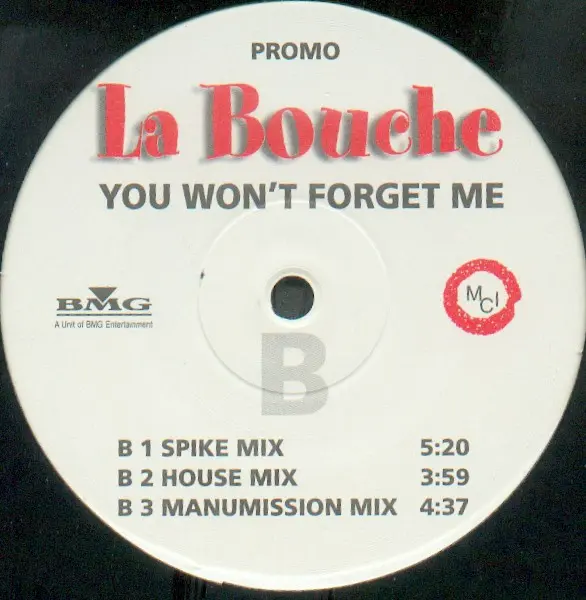 PROMO
La Bouche
YOU WON'T FORGET ME
BMG
A Unit of BMG Entertainment
MCI
B
B 1 SPIKE MIX 5:20
B 2 HOUSE MIX 3:59
B 3 MANUMISSION MIX 4:37